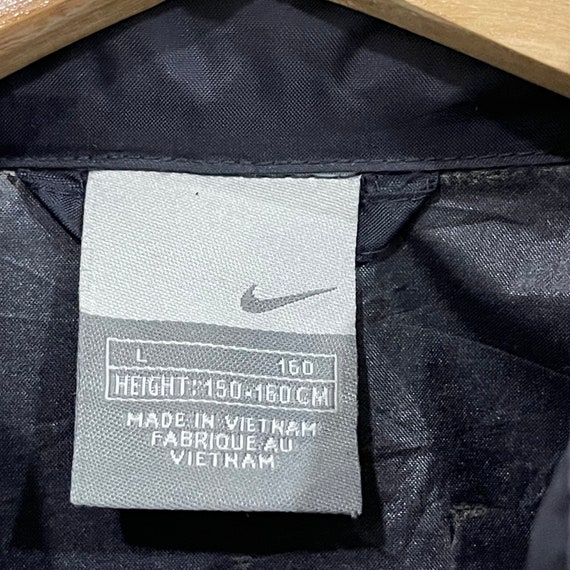 L 160
HEIGHT:150-160CM
MADE IN VIETNAM
FABRIQUE AU
VIETNAM